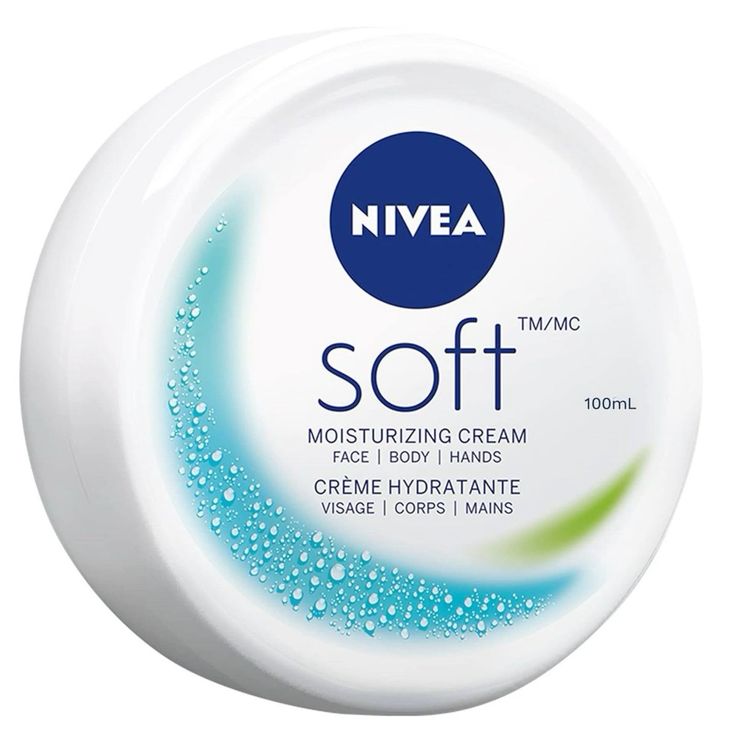 NIVEA
soft TM/MC
100mL
MOISTURIZING CREAM
FACE | BODY | HANDS
CRÈME HYDRATANTE
VISAGE | CORPS | MAINS